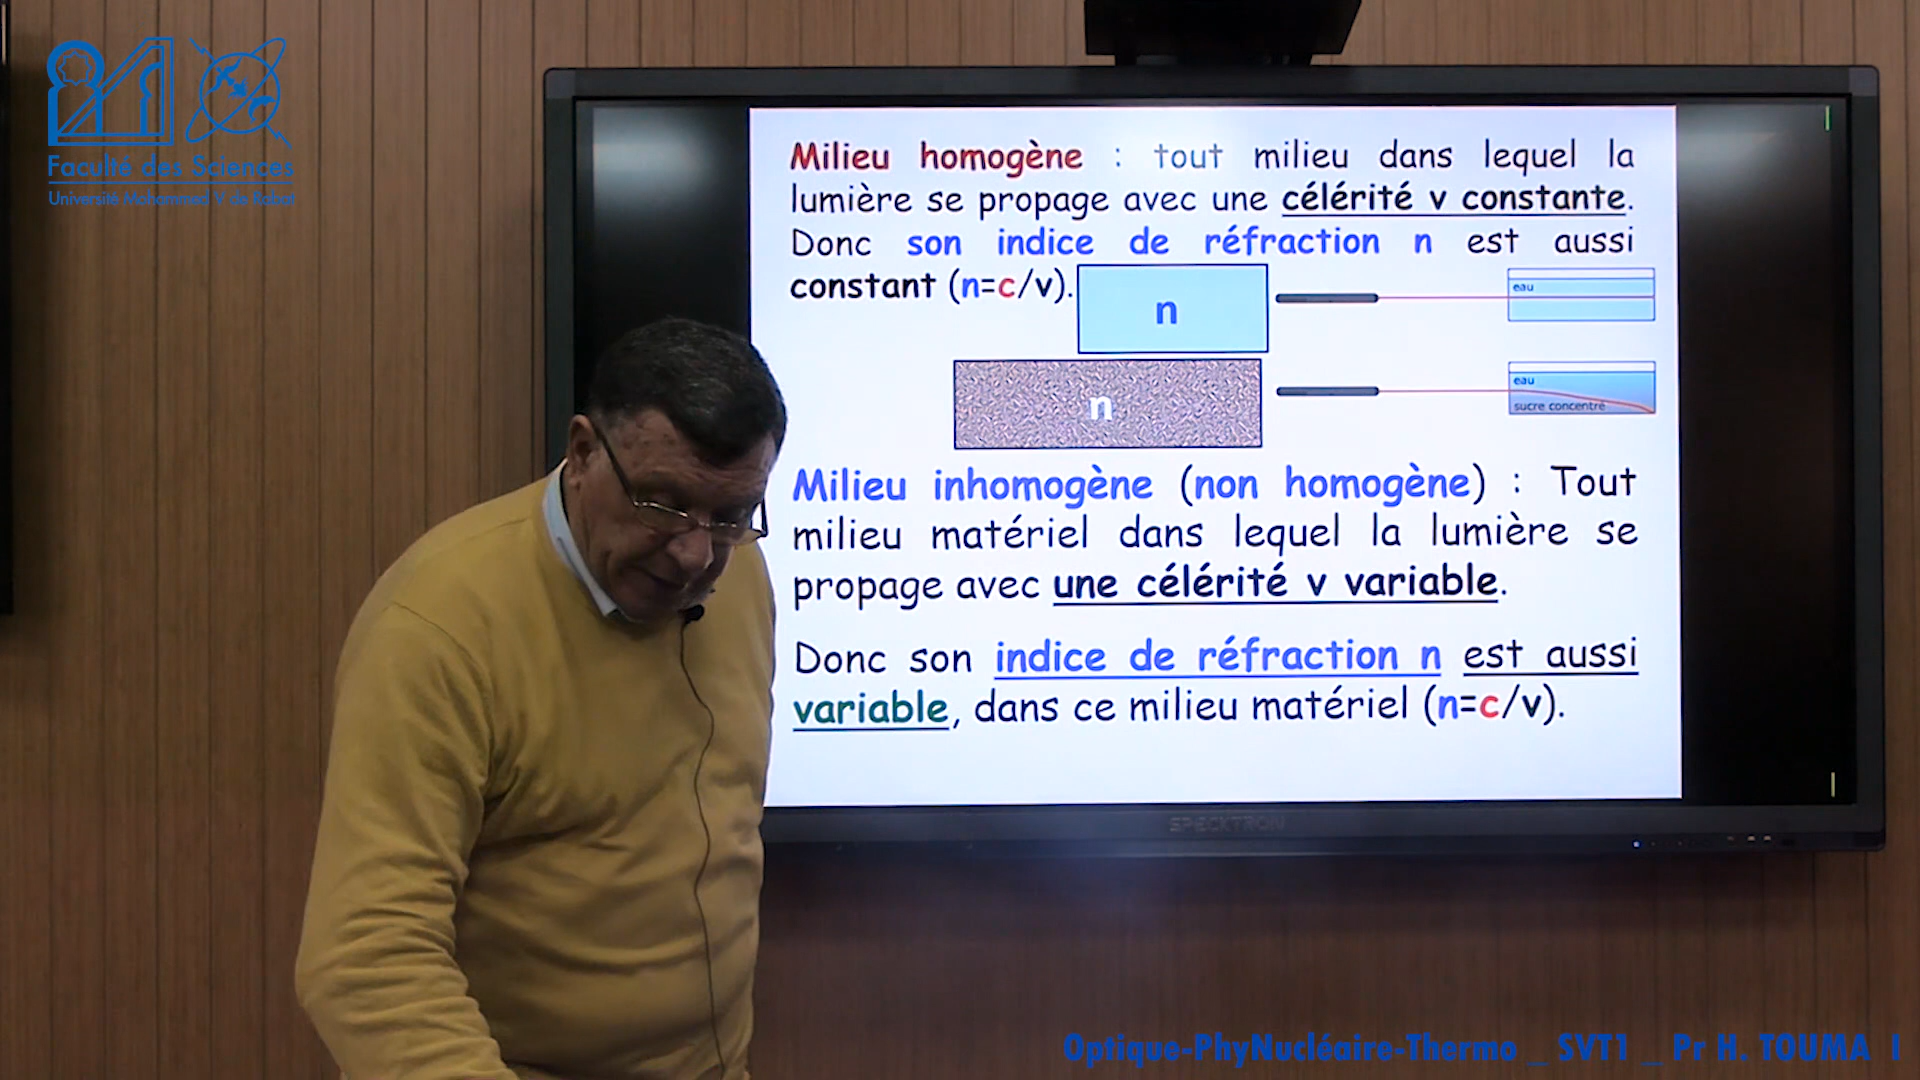 Faculté des Sciences
Université Mohammed V de Rabat
Milieu homogène : tout milieu dans lequel la
lumière se propage avec une célérité v constante.
Donc son indice de réfraction n est aussi
constant (n=c/v).
n
eau
n
eau
sucre concentré
Milieu inhomogène (non homogène) : Tout
milieu matériel dans lequel la lumière se
propage avec une célérité v variable.
Donc son indice de réfraction n est aussi
variable, dans ce milieu matériel (n=c/v).
SPECKTRON
Optique-PhyNucléaire-Thermo _ SVT1 _ Pr H. TOUMA I